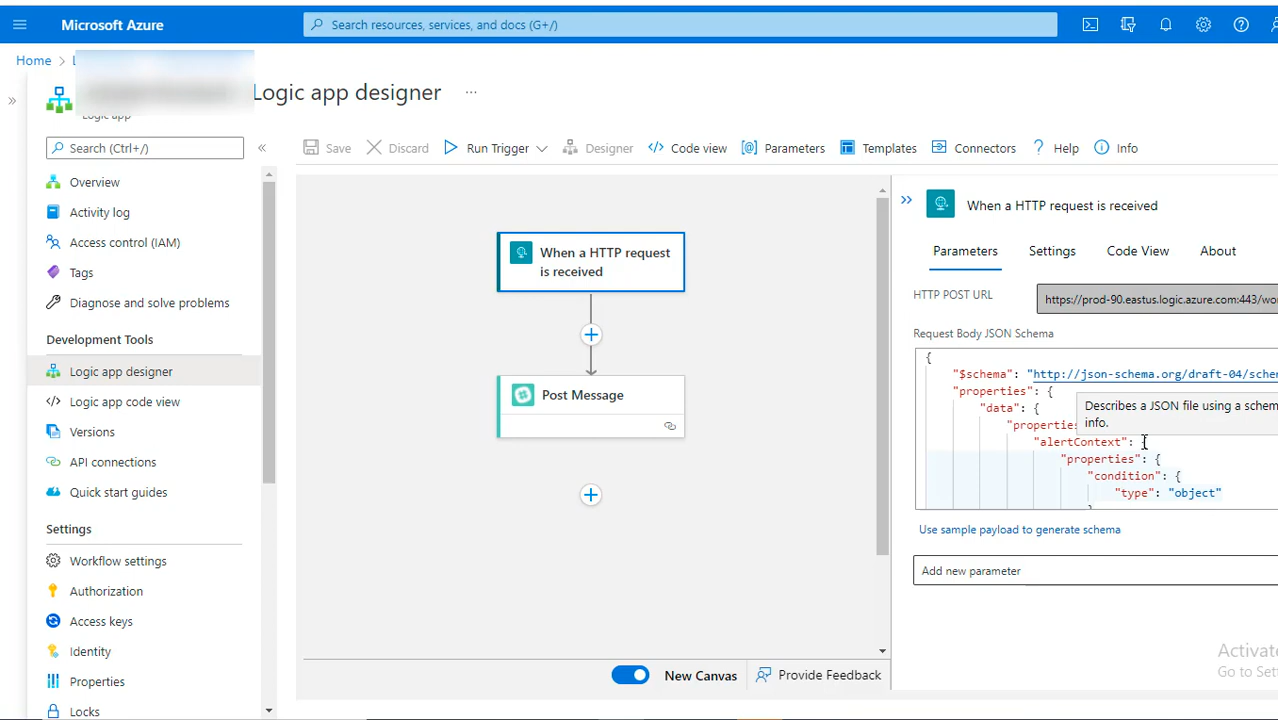 Microsoft Azure
Search resources, services, and docs (G+/)
Home
Logic app designer
...
Logic app
Search (Ctrl+/)
Save
Discard
Run Trigger
Designer
Code view
Parameters
Templates
Connectors
Help
Info
Overview
Activity log
Access control (IAM)
Tags
Diagnose and solve problems
Development Tools
Logic app designer
Logic app code view
Versions
API connections
Quick start guides
Settings
Workflow settings
Authorization
Access keys
Identity
Properties
Locks
When a HTTP request
is received
Post Message
New Canvas
Provide Feedback
When a HTTP request is received
Parameters
Settings
Code View
About
HTTP POST URL
https://prod-90.eastus.logic.azure.com:443/wo
Request Body JSON Schema
{
"$schema": "http://json-schema.org/draft-04/schem
"properties": {
"data": {
"properties
Describes a JSON file using a schem
info.
"alertContext": {
"properties": {
"condition": {
"type": "object"
Use sample payload to generate schema
Add new parameter
Activate
Go to Set